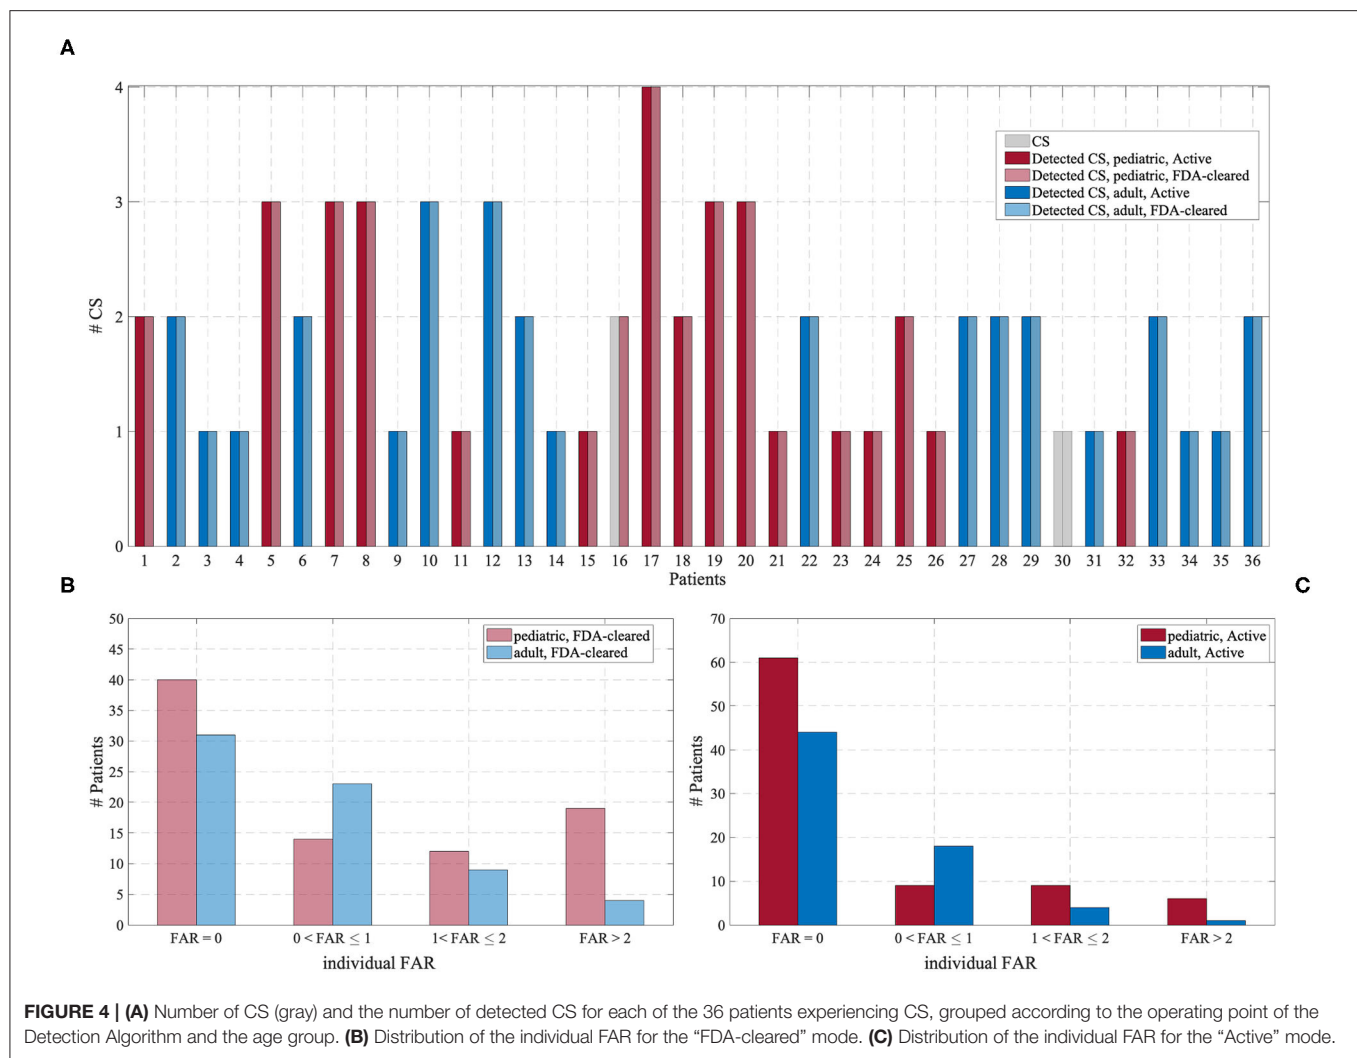 A
4
3
2
1
0
# CS
CS
Detected CS, pediatric, Active
Detected CS, pediatric, FDA-cleared
Detected CS, adult, Active
Detected CS, adult, FDA-cleared
1 2 3 4 5 6 7 8 9 10 11 12 13 14 15 16 17 18 19 20 21 22 23 24 25 26 27 28 29 30 31 32 33 34 35 36
Patients
B
50
45
40
35
30
25
20
15
10
5
0
# Patients
pediatric, FDA-cleared
adult, FDA-cleared
FAR = 0 0 < FAR ≤ 1 1< FAR ≤ 2 FAR > 2
individual FAR
C
70
60
50
40
30
20
10
0
# Patients
pediatric, Active
adult, Active
FAR = 0 0 < FAR ≤ 1 1 < FAR ≤ 2 FAR > 2
individual FAR
FIGURE 4 | (A) Number of CS (gray) and the number of detected CS for each of the 36 patients experiencing CS, grouped according to the operating point of the
Detection Algorithm and the age group. (B) Distribution of the individual FAR for the “FDA-cleared” mode. (C) Distribution of the individual FAR for the “Active” mode.